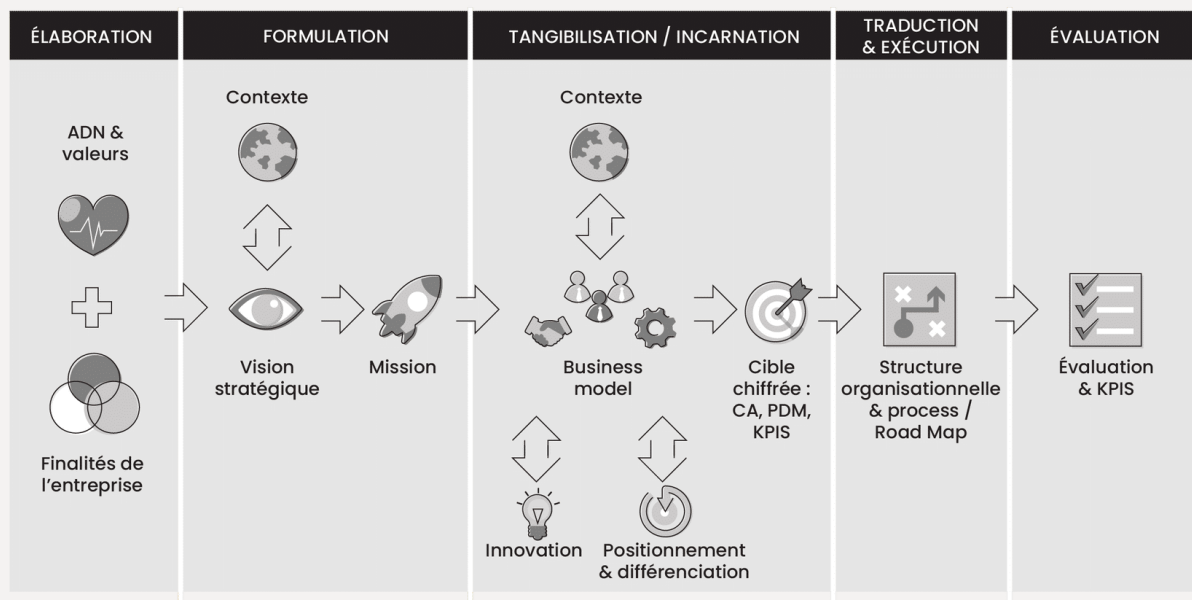 ÉLABORATION
FORMULATION
TANGIBILISATION / INCARNATION
TRADUCTION
& EXÉCUTION
ÉVALUATION
ADN &
valeurs
Finalités de
l’entreprise
Contexte
Vision
stratégique
Mission
Contexte
Business
model
Innovation
Positionnement
& différenciation
Cible
chiffrée :
CA, PDM,
KPIS
Structure
organisationnelle
& process /
Road Map
Évaluation
& KPIS